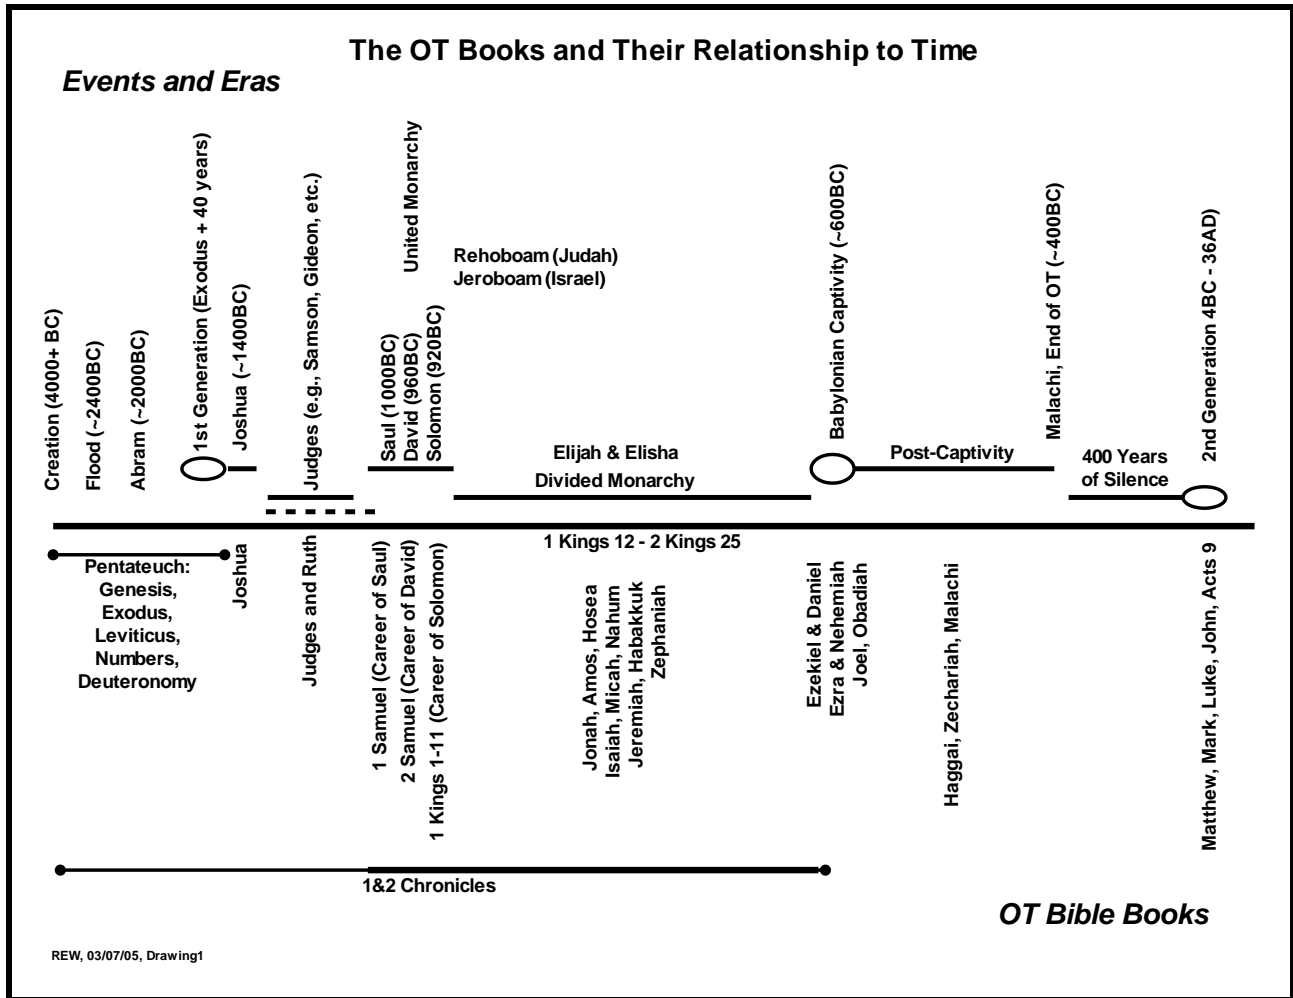 The OT Books and Their Relationship to Time
Events and Eras
Creation (4000+ BC)
Flood (~2400BC)
Abram (~2000BC)
1st Generation (Exodus + 40 years)
Joshua (~1400BC)
Judges (e.g., Samson, Gideon, etc.)
United Monarchy
Saul (1000BC)
David (960BC)
Solomon (920BC)
Rehoboam (Judah)
Jeroboam (Israel)
Elijah & Elisha
Divided Monarchy
Babylonian Captivity (~600BC)
Post-Captivity
Malachi, End of OT (~400BC)
400 Years
of Silence
2nd Generation 4BC - 36AD
Pentateuch:
Genesis,
Exodus,
Leviticus,
Numbers,
Deuteronomy
Joshua
Judges and Ruth
1 Samuel (Career of Saul)
2 Samuel (Career of David)
1 Kings 1-11 (Career of Solomon)
1 Kings 12 - 2 Kings 25
Jonah, Amos, Hosea
Isaiah, Micah, Nahum
Jeremiah, Habakkuk
Zephaniah
Ezekiel & Daniel
Ezra & Nehemiah
Joel, Obadiah
Haggai, Zechariah, Malachi
Matthew, Mark, Luke, John, Acts 9
1&2 Chronicles
OT Bible Books
REW, 03/07/05, Drawing1